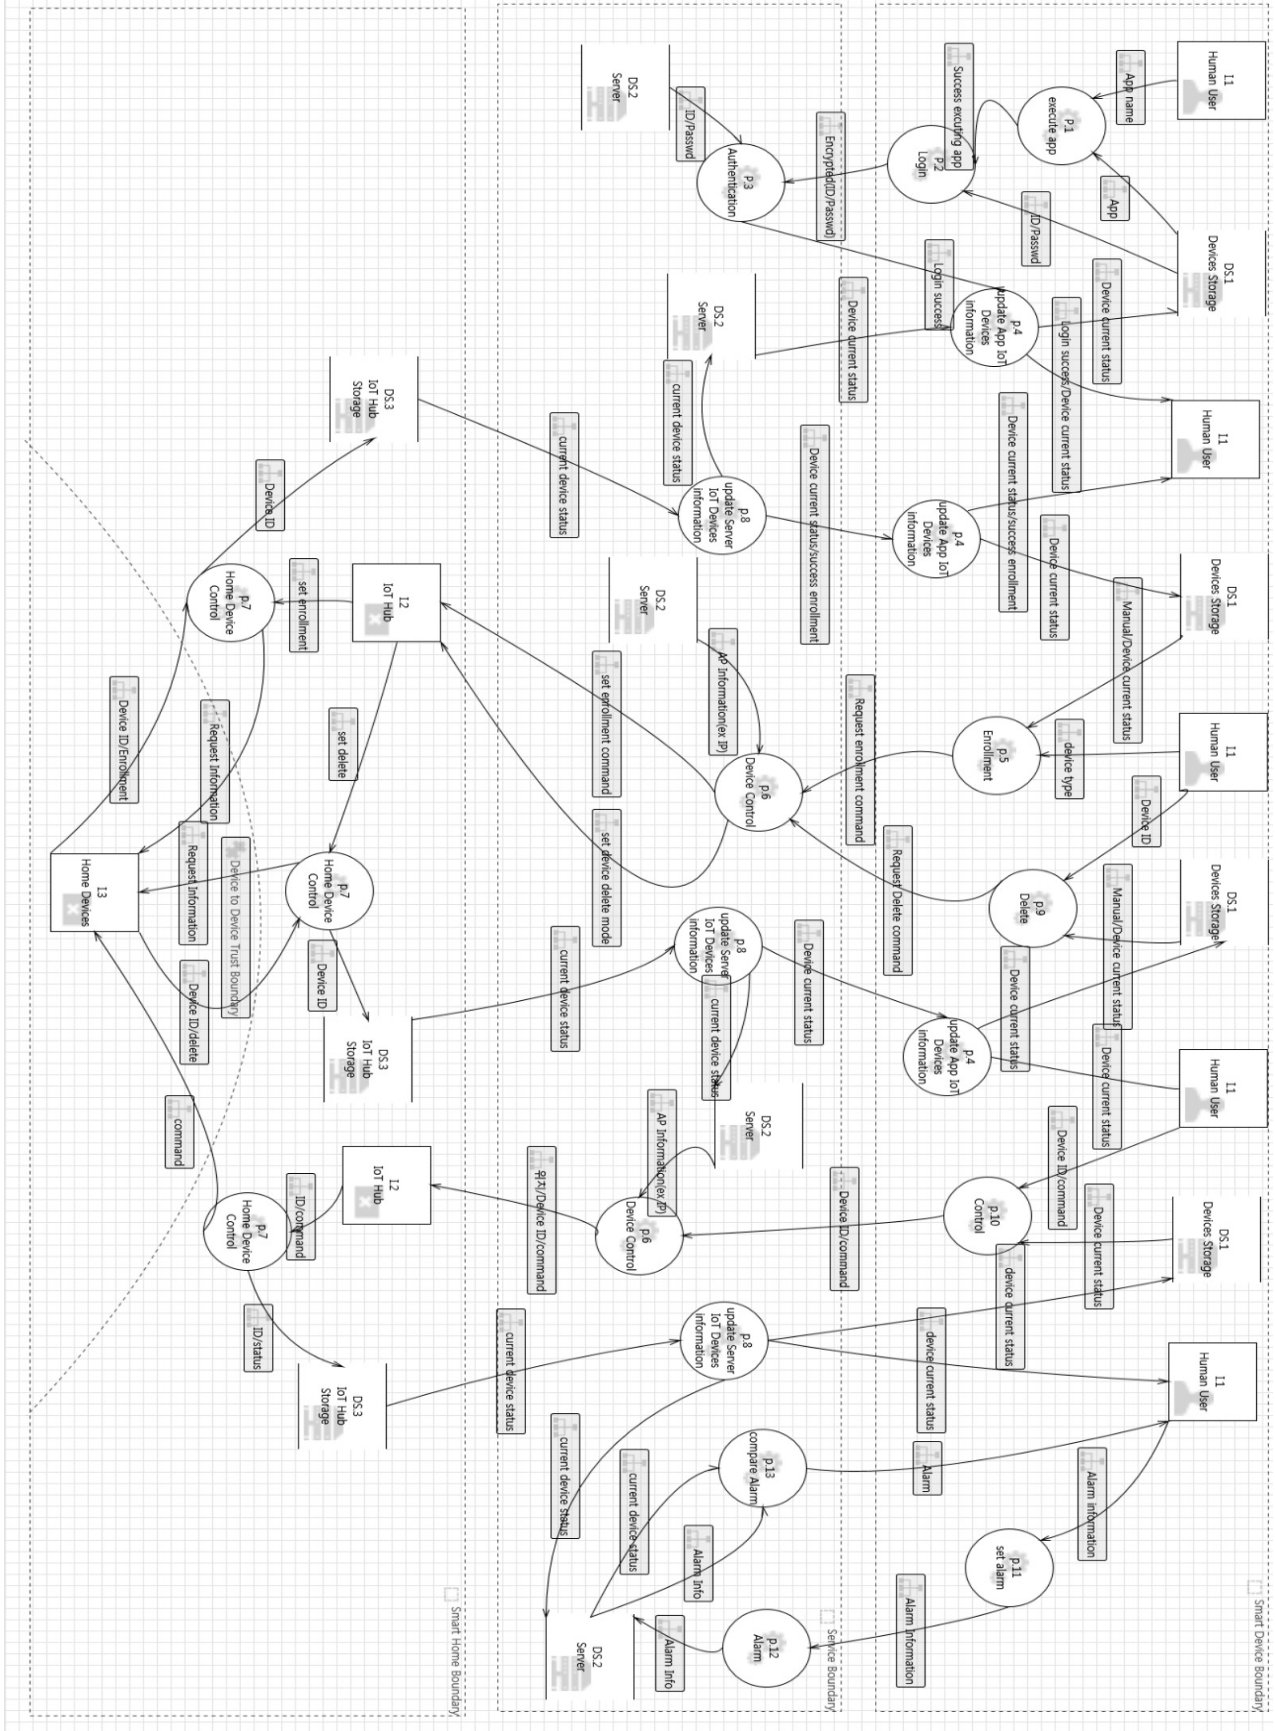 I.1
Human User
App name
p.1
execute app
Success excuting app
p.2
Login
App
ID/Passwd
DS.1
Devices Storage
DS.2
Server
ID/Passwd
p.3
Authentication
Encrypted(ID/Passwd)
Login success
p.4
update App IoT
Devices
information
Device current status
Login success/Device current status
I.1
Human User
DS.2
Server
Device current status
current device status
p.8
update Server
IoT Devices
information
Device current status/success enrollment
p.4
update App IoT
Devices
information
Device current status/success enrollment
Device current status
DS.1
Devices Storage
Manual/Device current status
DS.3
IoT Hub
Storage
current device status
Device ID
p.7
Home Device
Control
set enrollment
I.2
IoT Hub
DS.2
Server
AP Information(ex IP)
set enrollment command
p.6
Device Control
Request enrollment command
p.5
Enrollment
device type
I.1
Human User
Device ID
set delete
Device ID/Enrollment
Request Information
Request Information
Device to Device Trust Boundary
I.3
Home Devices
p.7
Home Device
Control
Device ID/delete
Device ID
DS.3
IoT Hub
Storage
set device delete mode
current device status
p.8
update Server
IoT Devices
information
Request Delete command
p.9
Delete
DS.1
Devices Storage
Manual/Device current status
Device current status
Device current status
current device status
p.4
update App IoT
Devices
information
Device current status
I.1
Human User
DS.2
Server
AP Information(ex IP)
Device ID/command
p.10
Control
Device current status
DS.1
Devices Storage
Device ID/command
p.6
Device Control
위치/Device ID/command
I.2
IoT Hub
ID/command
command
p.7
Home Device
Control
ID/status
DS.3
IoT Hub
Storage
current device status
p.8
update Server
IoT Devices
information
device current status
device current status
I.1
Human User
current device status
current device status
p.13
compare Alarm
Alarm
Alarm information
p.11
set alarm
Alarm Information
p.12
Alarm
Alarm Info
Alarm Info
DS.2
Server
Smart Device Boundary
Service Boundary
Smart Home Boundary